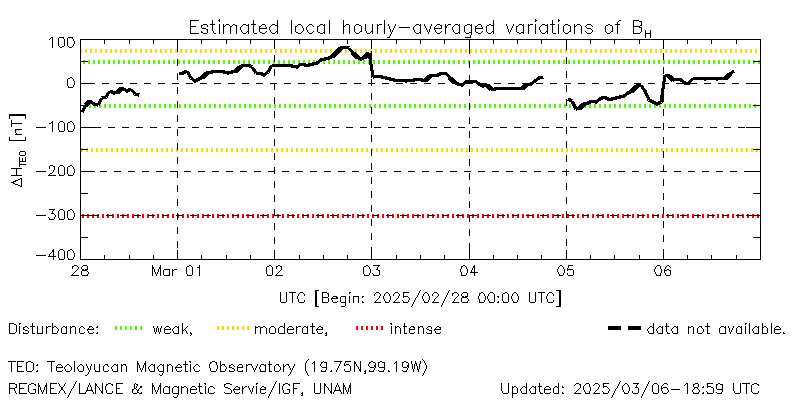 Estimated local hourly-averaged variations of BH
100
0
-100
-200
-300
-400
ΔHTEO [nT]
28 Mar 01 02 03 04 05 06
UTC [Begin: 2025/02/28 00:00 UTC]
Disturbance: weak, moderate, intense data not available.
TEO: Teoloyucan Magnetic Observatory (19.75N,99.19W)
REGMEX/LANCE & Magnetic Servie/IGF, UNAM Updated: 2025/03/06-18:59 UTC